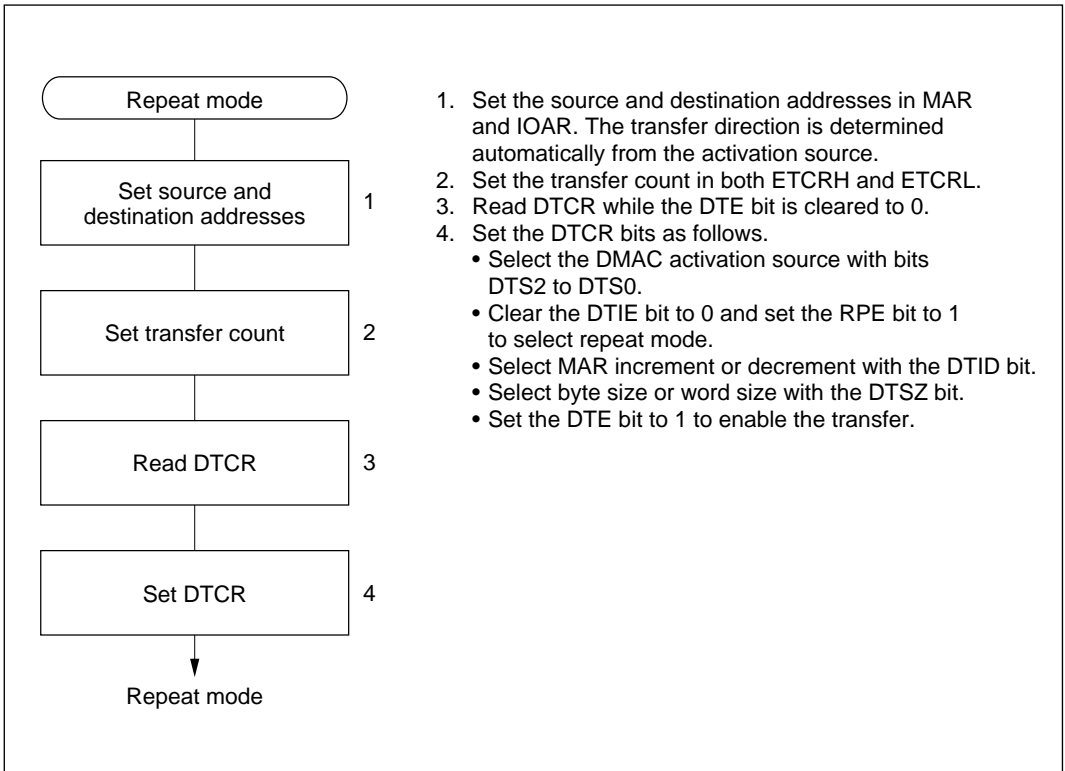 Repeat mode
Set source and
destination addresses
1
Set transfer count
2
Read DTCR
3
Set DTCR
4
Repeat mode
1. Set the source and destination addresses in MAR
and IOAR. The transfer direction is determined
automatically from the activation source.
2. Set the transfer count in both ETCRH and ETCRL.
3. Read DTCR while the DTE bit is cleared to 0.
4. Set the DTCR bits as follows.
• Select the DMAC activation source with bits
DTS2 to DTS0.
• Clear the DTIE bit to 0 and set the RPE bit to 1
to select repeat mode.
• Select MAR increment or decrement with the DTID bit.
• Select byte size or word size with the DTSZ bit.
• Set the DTE bit to 1 to enable the transfer.